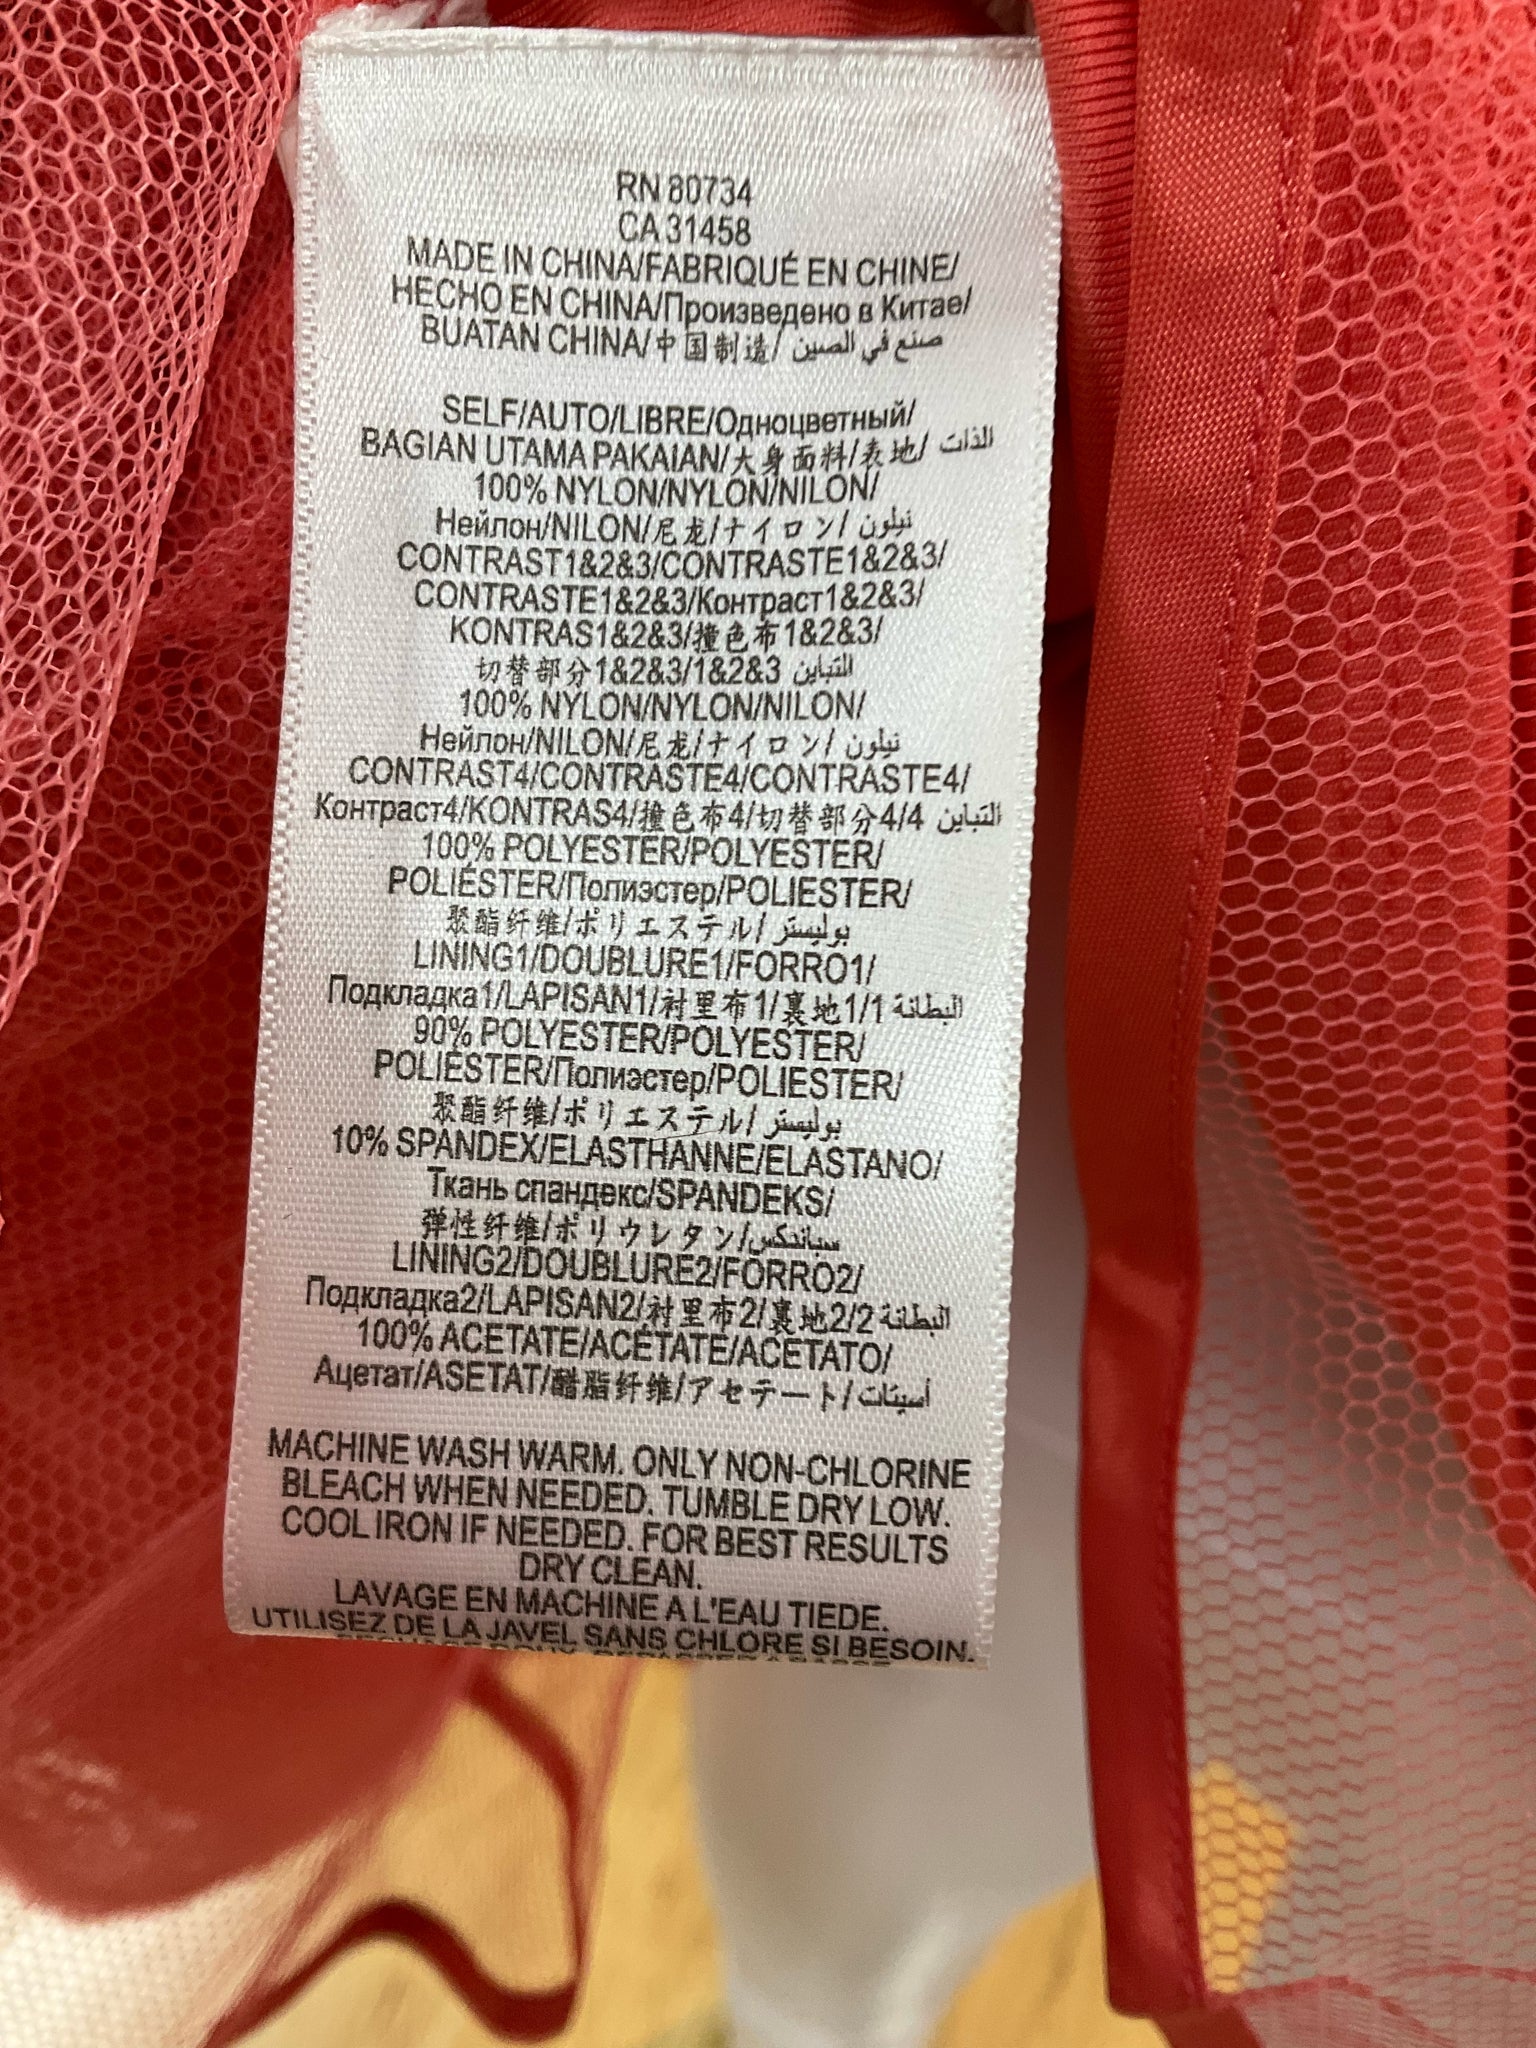 RN 80734
CA 31458
MADE IN CHINA/FABRIQUÉ EN CHINE/
HECHO EN CHINA/Произведено в Китае/
BUATAN CHINA/中国制造/ صنع في الصين
SELF/AUTO/LIBRE/Одноцветный/
BAGIAN UTAMA PAKAIAN/大身面料/表地/ الذات
100% NYLON/NYLON/NILON/
Нейлон/NILON/尼龙/ナイロン/ نيلون
CONTRAST1&2&3/CONTRASTE1&2&3/
CONTRASTE1&2&3/Контраст1&2&3/
KONTRAS1&2&3/撞色布1&2&3/
切替部分1&2&3/1&2&3 التباين
100% NYLON/NYLON/NILON/
Нейлон/NILON/尼龙/ナイロン/ نيلون
CONTRAST4/CONTRASTE4/CONTRASTE4/
Контраст4/KONTRAS4/撞色布4/切替部分4/4 التباين
100% POLYESTER/POLYESTER/
POLIÉSTER/Полиэстер/POLIESTER/
聚酯纤维/ポリエステル/ بوليستر
LINING1/DOUBLURE1/FORRO1/
Подкладка1/LAPISAN1/衬里布1/裏地1/1 البطانة
90% POLYESTER/POLYESTER/
POLIÉSTER/Полиэстер/POLIESTER/
聚酯纤维/ポリエステル/ بوليستر
10% SPANDEX/ELASTHANNE/ELASTANO/
Ткань спандекс/SPANDEKS/
弹性纤维/ポリウレタン/سباندكس
LINING2/DOUBLURE2/FORRO2/
Подкладка2/LAPISAN2/衬里布2/裏地2/2 البطانة
100% ACETATE/ACÉTATE/ACETATO/
Ацетат/ASETAT/醋脂纤维/アセテート/ أسيتات
MACHINE WASH WARM. ONLY NON-CHLORINE
BLEACH WHEN NEEDED. TUMBLE DRY LOW.
COOL IRON IF NEEDED. FOR BEST RESULTS
DRY CLEAN.
LAVAGE EN MACHINE A L'EAU TIEDE.
UTILISEZ DE LA JAVEL SANS CHLORE SI BESOIN.